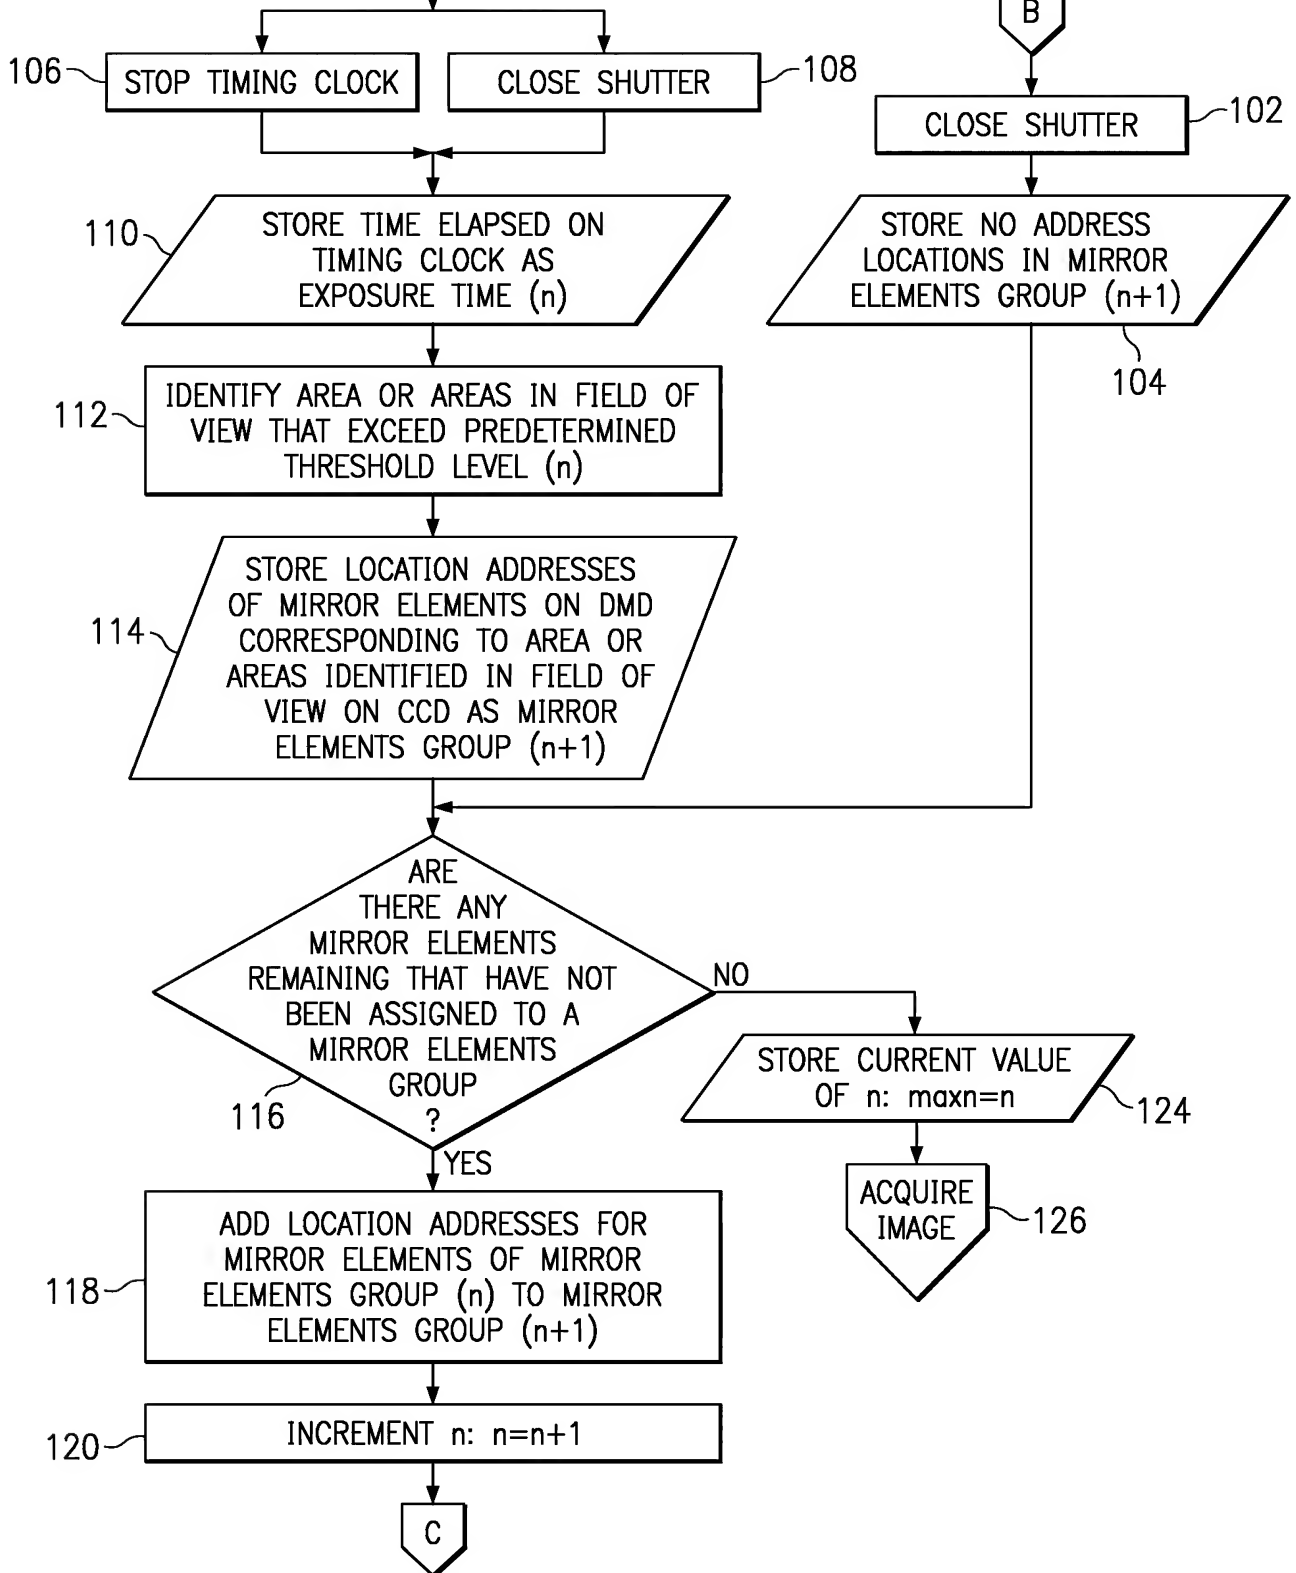 106
STOP TIMING CLOCK
CLOSE SHUTTER
108
B
CLOSE SHUTTER
102
110
STORE TIME ELAPSED ON
TIMING CLOCK AS
EXPOSURE TIME (n)
STORE NO ADDRESS
LOCATIONS IN MIRROR
ELEMENTS GROUP (n+1)
104
112
IDENTIFY AREA OR AREAS IN FIELD OF
VIEW THAT EXCEED PREDETERMINED
THRESHOLD LEVEL (n)
114
STORE LOCATION ADDRESSES
OF MIRROR ELEMENTS ON DMD
CORRESPONDING TO AREA OR
AREAS IDENTIFIED IN FIELD OF
VIEW ON CCD AS MIRROR
ELEMENTS GROUP (n+1)
ARE
THERE ANY
MIRROR ELEMENTS
REMAINING THAT HAVE NOT
BEEN ASSIGNED TO A
MIRROR ELEMENTS
GROUP
?
116
NO
STORE CURRENT VALUE
OF n: maxn=n
124
ACQUIRE
IMAGE
126
YES
118
ADD LOCATION ADDRESSES FOR
MIRROR ELEMENTS OF MIRROR
ELEMENTS GROUP (n) TO MIRROR
ELEMENTS GROUP (n+1)
120
INCREMENT n: n=n+1
C